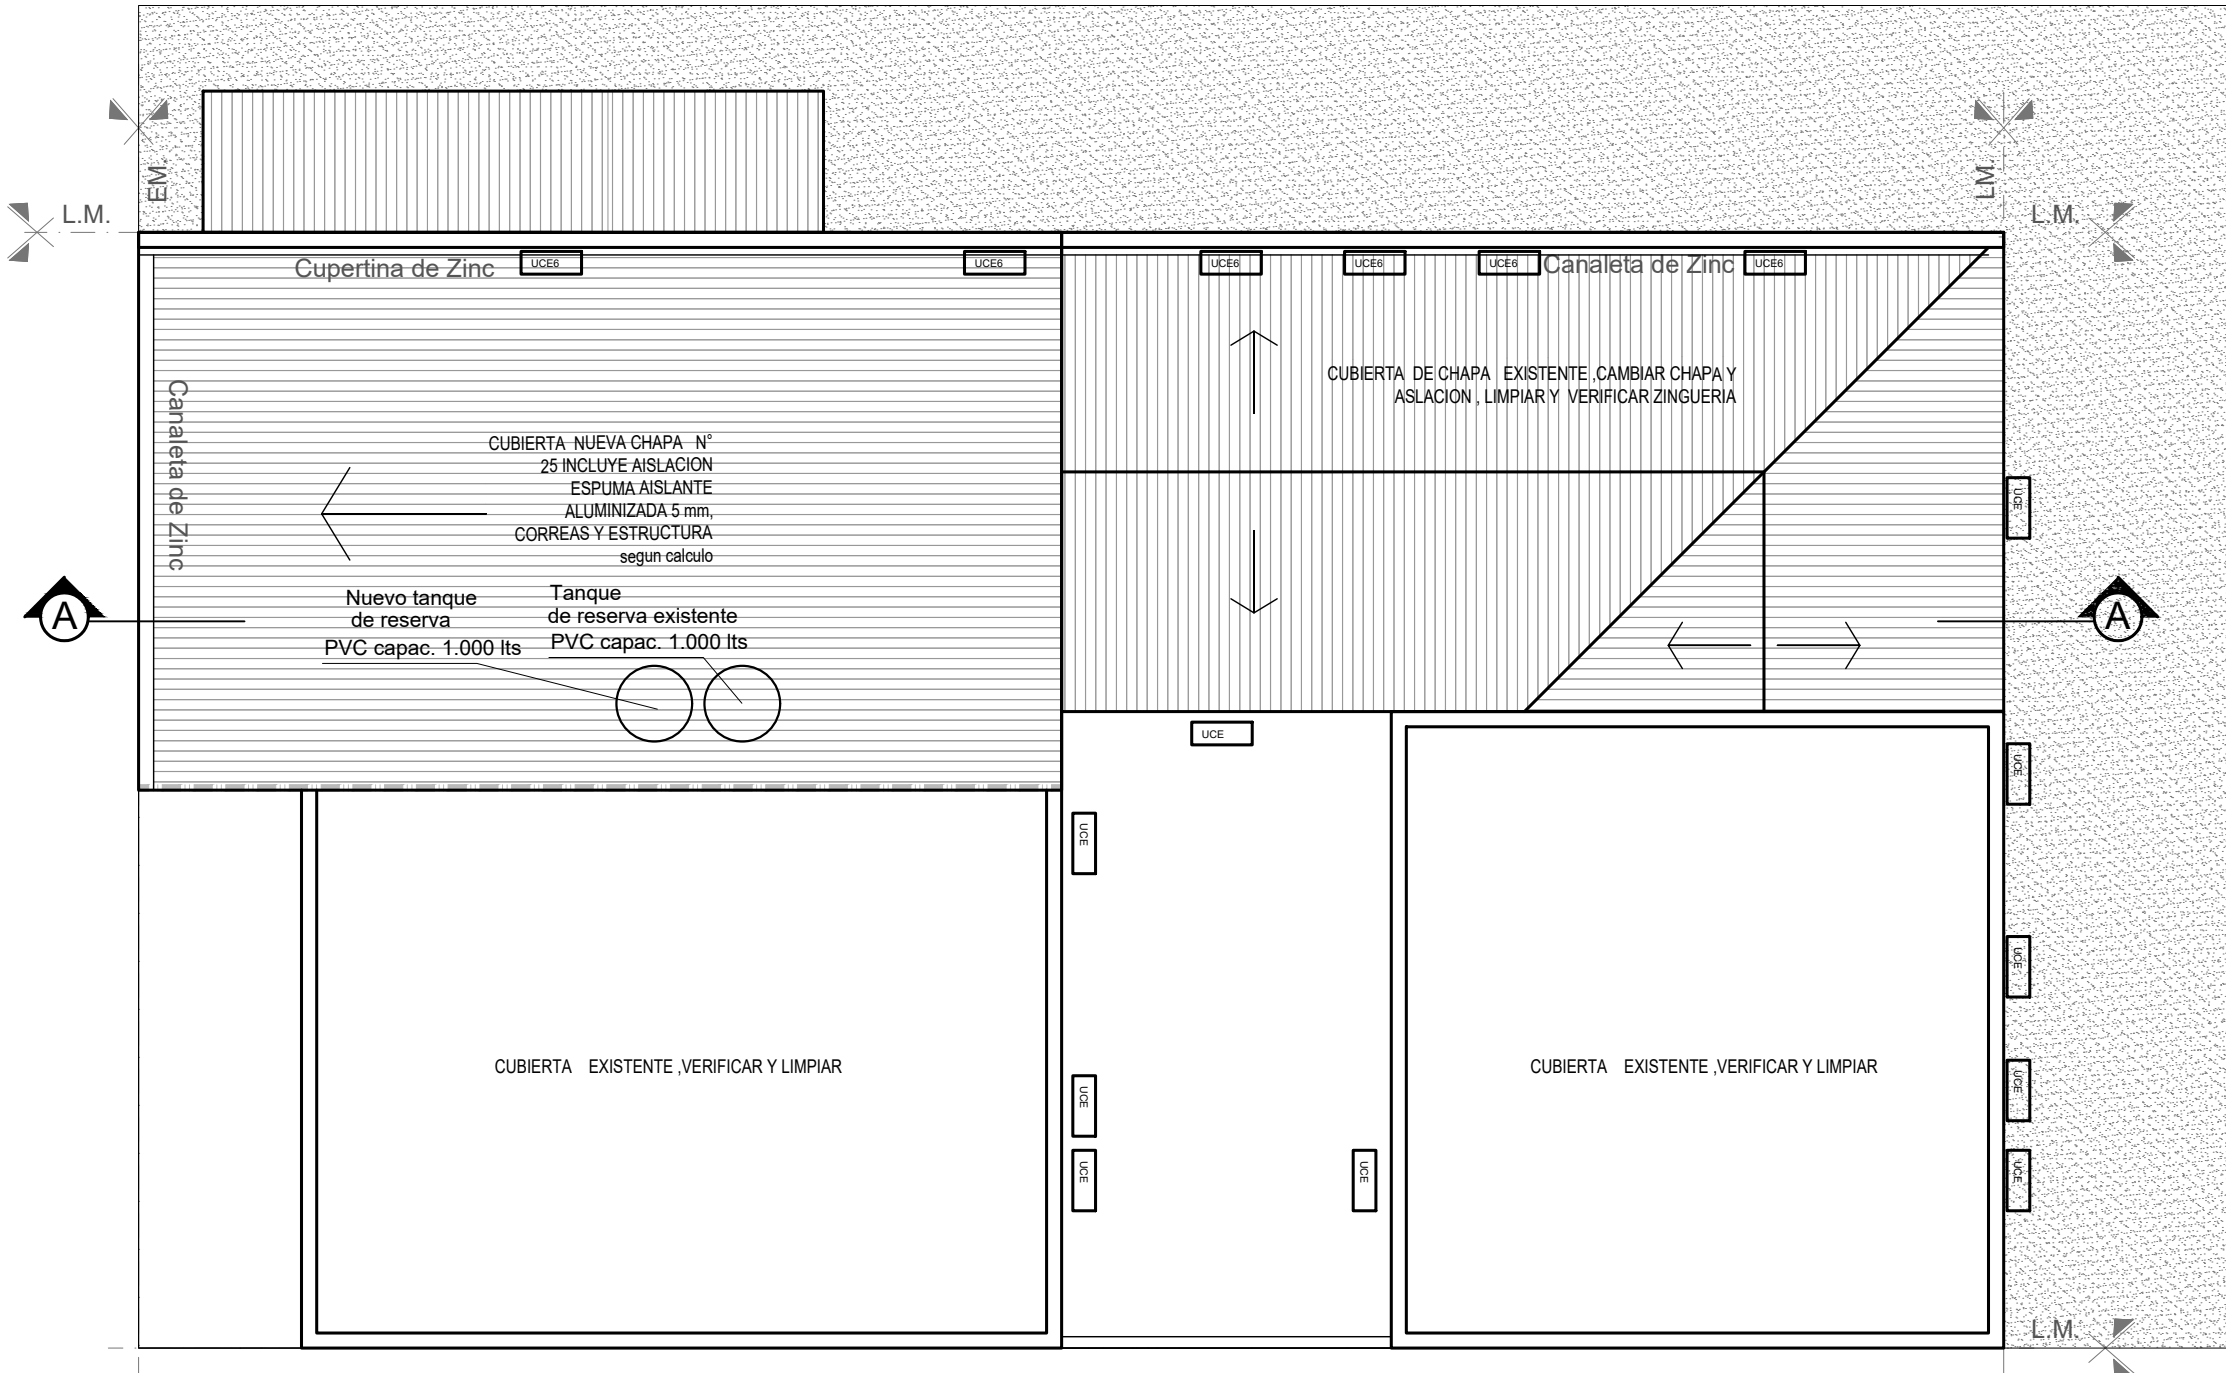 EM.
L.M.
L.M.
L.M.
Cupertina de Zinc
UCE6
UCE6
UCE6
UCE6
UCE6
Canaleta de Zinc
UCE6
CUBIERTA DE CHAPA EXISTENTE ,CAMBIAR CHAPA Y
ASLACION , LIMPIAR Y VERIFICAR ZINGUERIA
Canaleta de Zinc
CUBIERTA NUEVA CHAPA N°
25 INCLUYE AISLACION
ESPUMA AISLANTE
ALUMINIZADA 5 mm,
CORREAS Y ESTRUCTURA
segun calculo
UCE
A
Nuevo tanque
de reserva
PVC capac. 1.000 lts
Tanque
de reserva existente
PVC capac. 1.000 lts
A
UCE
UCE
UCE
UCE
CUBIERTA EXISTENTE ,VERIFICAR Y LIMPIAR
CUBIERTA EXISTENTE ,VERIFICAR Y LIMPIAR
UCE
UCE
UCE
UCE
UCE
L.M.